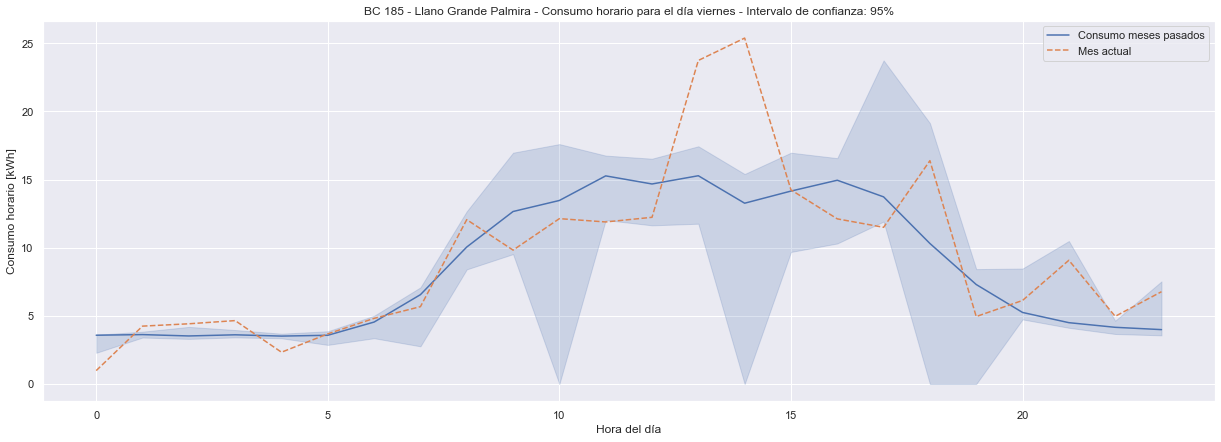 BC 185 - Llano Grande Palmira - Consumo horario para el día viernes - Intervalo de confianza: 95%
Consumo meses pasados
Mes actual
Consumo horario [kWh]
25
20
15
10
5
0
0 5 10 15 20
Hora del día